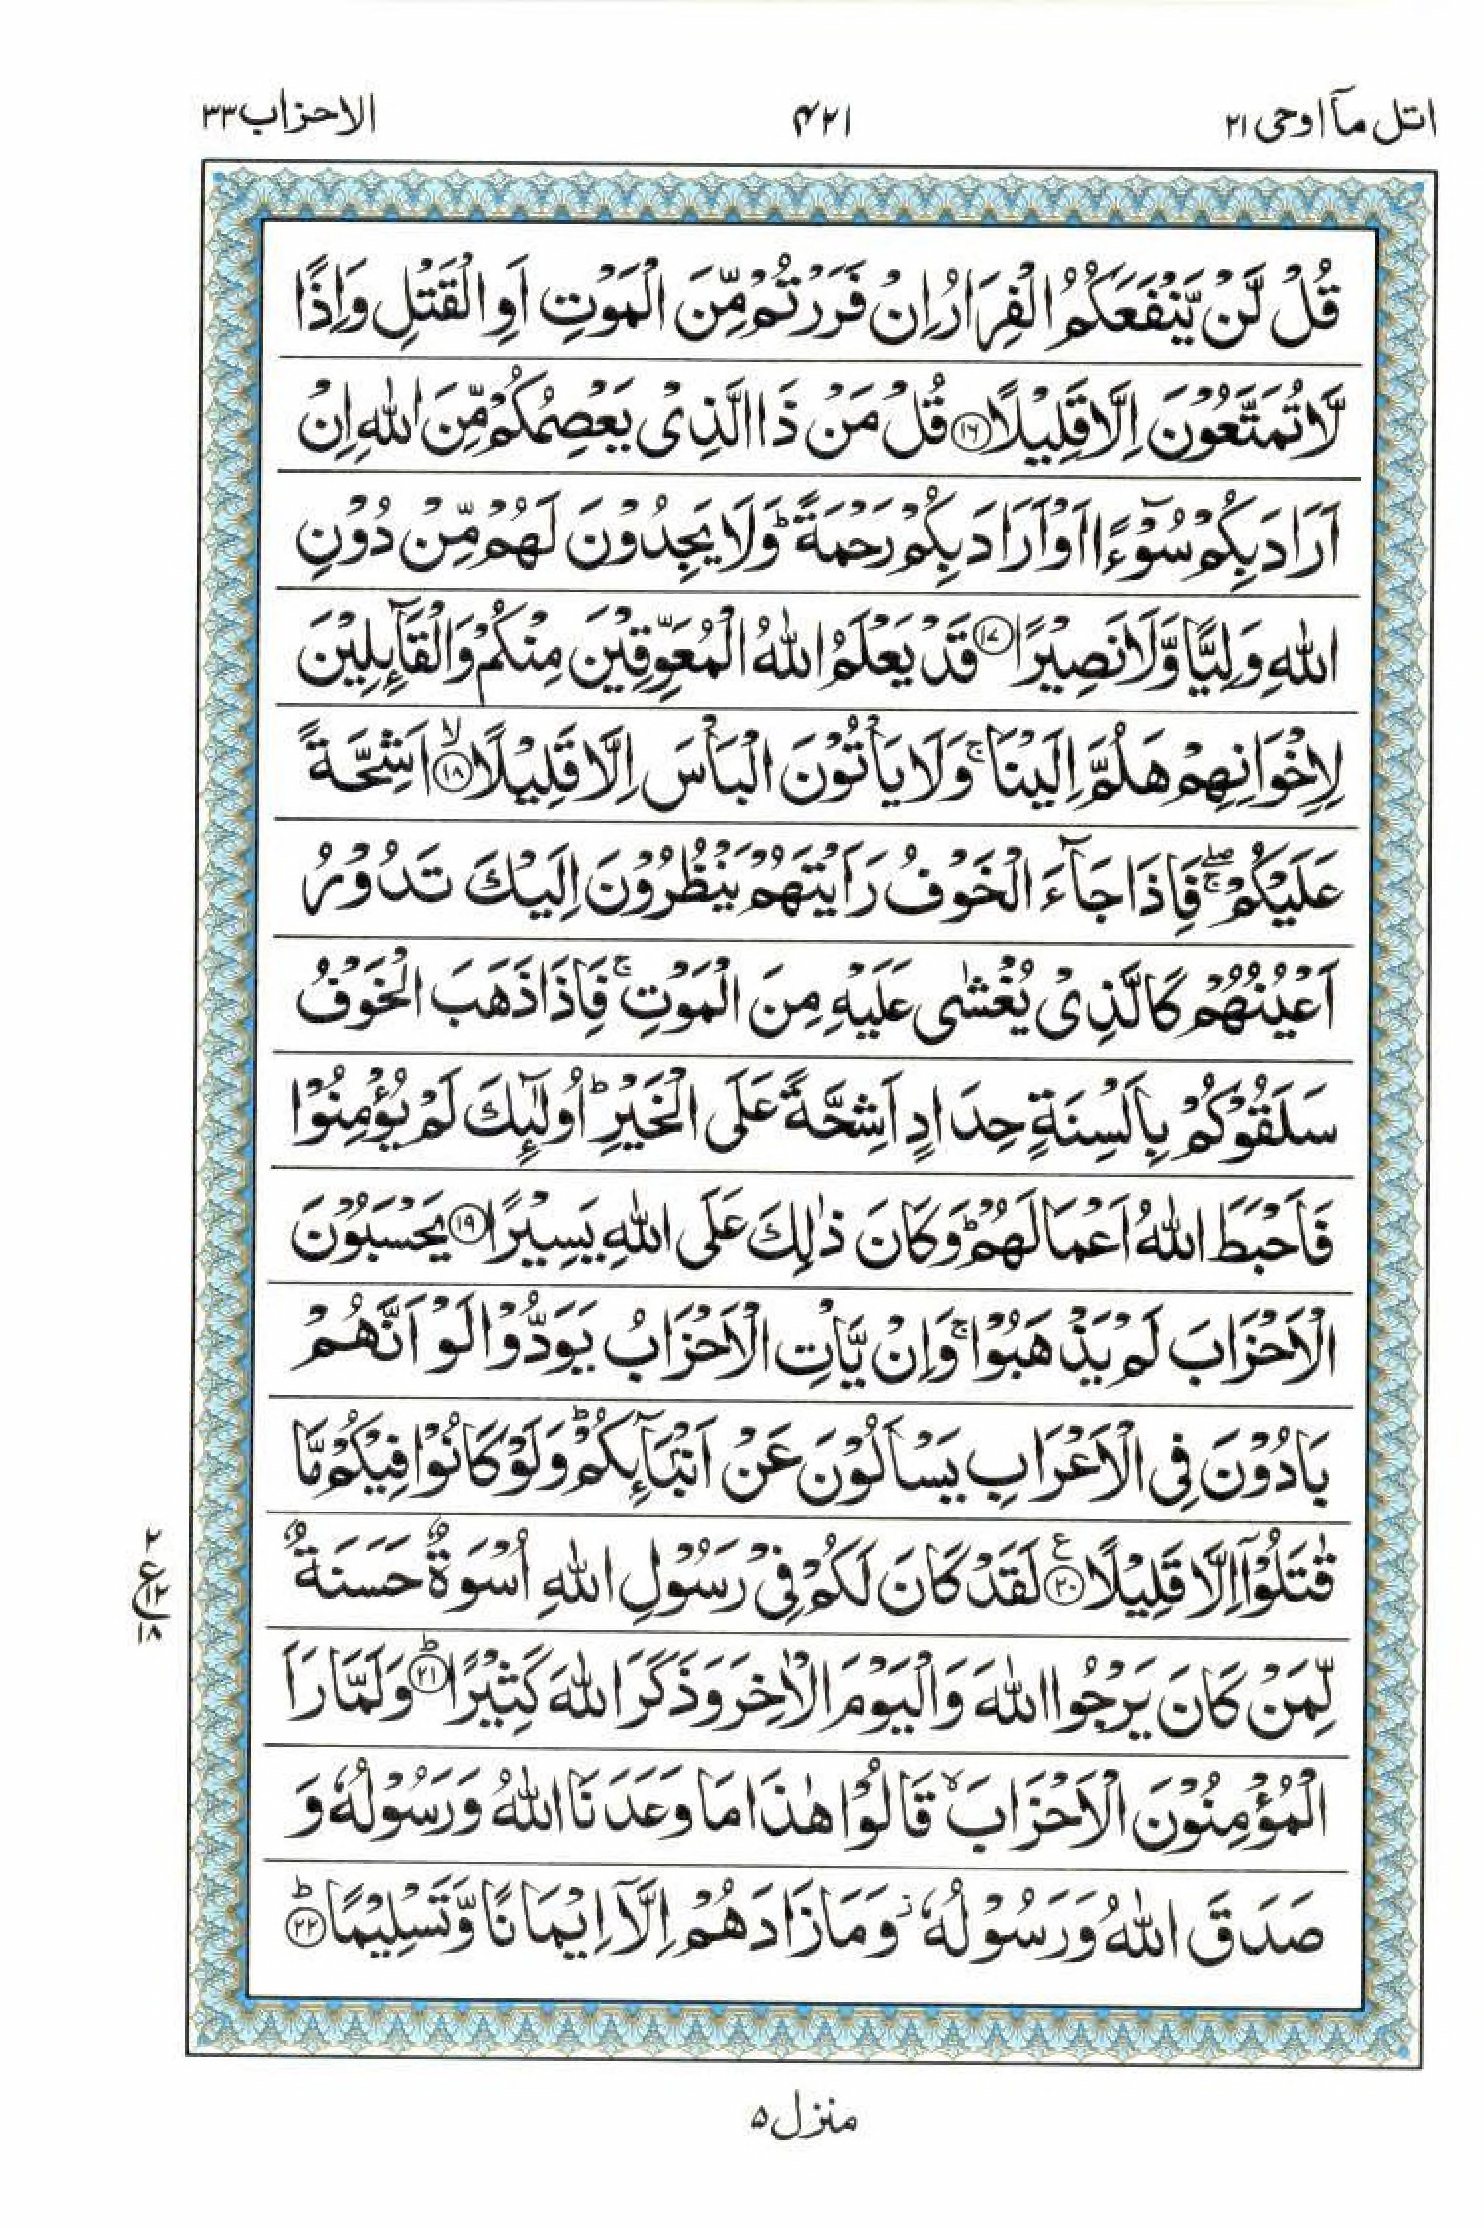 اتل مآ اوحی ۲۱
۴۲۱
الاحزاب ۳۳
قُلْ لَّنْ یَّنْفَعَكُمُ الْفِرَارُ اِنْ فَرَرْتُمْ مِّنَ الْمَوْتِ اَوِ الْقَتْلِ وَاِذًا
لَّا تُمَتَّعُوْنَ اِلَّا قَلِیْلًا ۝۱۶ قُلْ مَنْ ذَا الَّذِیْ یَعْصِمُكُمْ مِّنَ اللّٰهِ اِنْ
اَرَادَ بِكُمْ سُوْٓءًا اَوْ اَرَادَ بِكُمْ رَحْمَةً ؕ وَلَا یَجِدُوْنَ لَهُمْ مِّنْ دُوْنِ
اللّٰهِ وَلِیًّا وَّلَا نَصِیْرًا ۝۱۷ قَدْ یَعْلَمُ اللّٰهُ الْمُعَوِّقِیْنَ مِنْكُمْ وَالْقَآىِٕلِیْنَ
لِاِخْوَانِهِمْ هَلُمَّ اِلَیْنَا ۚ وَلَا یَاْتُوْنَ الْبَاْسَ اِلَّا قَلِیْلًا ۙ۝۱۸ اَشِحَّةً
عَلَیْكُمْ ۖۚ فَاِذَا جَآءَ الْخَوْفُ رَاَیْتَهُمْ یَنْظُرُوْنَ اِلَیْكَ تَدُوْرُ
اَعْیُنُهُمْ كَالَّذِیْ یُغْشٰی عَلَیْهِ مِنَ الْمَوْتِ ۚ فَاِذَا ذَهَبَ الْخَوْفُ
سَلَقُوْكُمْ بِاَلْسِنَةٍ حِدَادٍ اَشِحَّةً عَلَی الْخَیْرِ ؕ اُولٰٓىِٕكَ لَمْ یُؤْمِنُوْا
فَاَحْبَطَ اللّٰهُ اَعْمَالَهُمْ ؕ وَكَانَ ذٰلِكَ عَلَی اللّٰهِ یَسِیْرًا ۝۱۹ یَحْسَبُوْنَ
الْاَحْزَابَ لَمْ یَذْهَبُوْا ۚ وَاِنْ یَّاْتِ الْاَحْزَابُ یَوَدُّوْا لَوْ اَنَّهُمْ
بَادُوْنَ فِی الْاَعْرَابِ یَسْاَلُوْنَ عَنْ اَنْۢبَآىِٕكُمْ ؕ وَلَوْ كَانُوْا فِیْكُمْ مَّا
قٰتَلُوْۤا اِلَّا قَلِیْلًا ۝۲۰ ع لَقَدْ كَانَ لَكُمْ فِیْ رَسُوْلِ اللّٰهِ اُسْوَةٌ حَسَنَةٌ
۲
ع
۱۲
۱۸
لِّمَنْ كَانَ یَرْجُوا اللّٰهَ وَالْیَوْمَ الْاٰخِرَ وَذَكَرَ اللّٰهَ كَثِیْرًا ؕ۝۲۱ وَلَمَّا رَاَ
الْمُؤْمِنُوْنَ الْاَحْزَابَ ۙ قَالُوْا هٰذَا مَا وَعَدَنَا اللّٰهُ وَرَسُوْلُهٗ وَ
صَدَقَ اللّٰهُ وَرَسُوْلُهٗ ؗ وَمَا زَادَهُمْ اِلَّاۤ اِیْمَانًا وَّتَسْلِیْمًا ؕ۝۲۲
منزل ۵